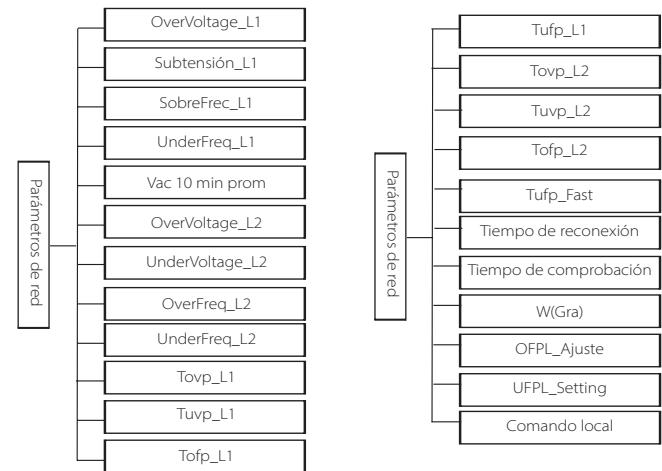 Parámetros de red
OverVoltage_L1
Subtensión_L1
SobreFrec_L1
UnderFreq_L1
Vac 10 min prom
OverVoltage_L2
UnderVoltage_L2
OverFreq_L2
UnderFreq_L2
Tovp_L1
Tuvp_L1
Tofp_L1
Parámetros de red
Tufp_L1
Tovp_L2
Tuvp_L2
Tofp_L2
Tufp_Fast
Tiempo de reconexión
Tiempo de comprobación
W(Gra)
OFPL_Ajuste
UFPL_Setting
Comando local